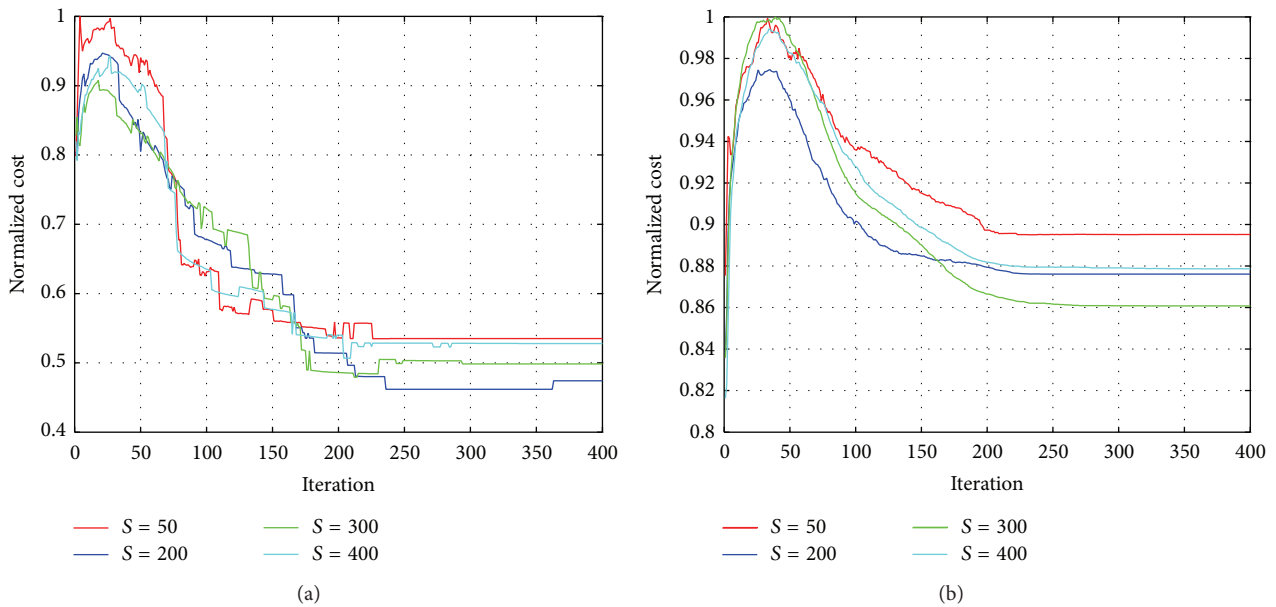 1
0.9
0.8
0.7
0.6
0.5
0.4
Normalized cost
0 50 100 150 200 250 300 350 400
Iteration
S = 50
S = 200
S = 300
S = 400
(a)
1
0.98
0.96
0.94
0.92
0.9
0.88
0.86
0.84
0.82
0.8
Normalized cost
0 50 100 150 200 250 300 350 400
Iteration
S = 50
S = 200
S = 300
S = 400
(b)